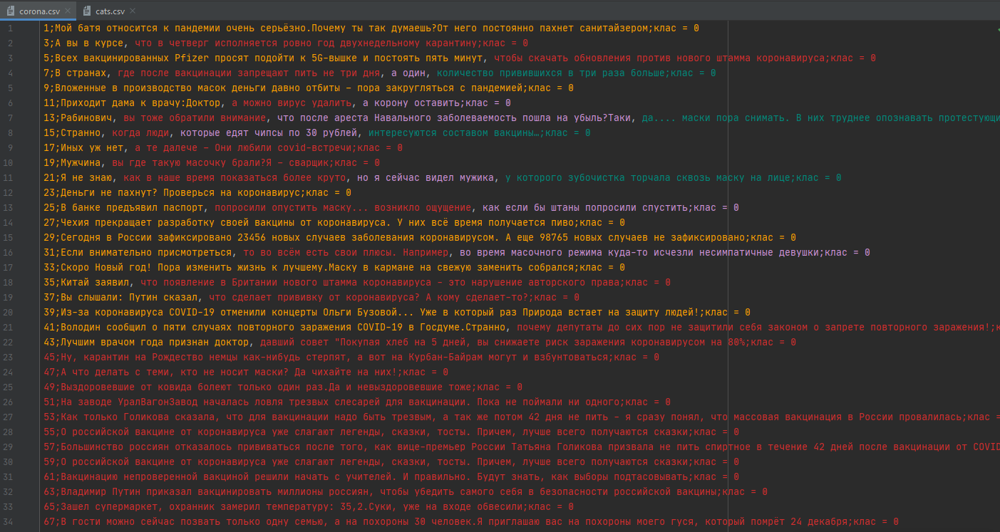 corona.csv
cats.csv
1 1;Мой батя относится к пандемии очень серьёзно.Почему ты так думаешь?От него постоянно пахнет санитайзером;клас = 0
2 3;А вы в курсе, что в четверг исполняется ровно год двухнедельному карантину;клас = 0
3 5;Всех вакцинированных Pfizer просят подойти к 5G-вышке и постоять пять минут, чтобы скачать обновления против нового штамма коронавируса;клас = 0
4 7;В странах, где после вакцинации запрещают пить не три дня, а один, количество привившихся в три раза больше;клас = 0
5 9;Вложенные в производство масок деньги давно отбиты – пора закругляться с пандемией;клас = 0
6 11;Приходит дама к врачу:Доктор, а можно вирус удалить, а корону оставить;клас = 0
7 13;Рабинович, вы тоже обратили внимание, что после ареста Навального заболеваемость пошла на убыль?Таки, да.... маски пора снимать. В них труднее опознавать протестующи
8 15;Странно, когда люди, которые едят чипсы по 30 рублей, интересуются составом вакцины…;клас = 0
9 17;Иных уж нет, а те далече – Они любили covid-встречи;клас = 0
10 19;Мужчина, вы где такую масочку брали?Я – сварщик;клас = 0
11 21;Я не знаю, как в наше время показаться более круто, но я сейчас видел мужика, у которого зубочистка торчала сквозь маску на лице;клас = 0
12 23;Деньги не пахнут? Проверься на коронавирус;клас = 0
13 25;В банке предъявил паспорт, попросили опустить маску... возникло ощущение, как если бы штаны попросили спустить;клас = 0
14 27;Чехия прекращает разработку своей вакцины от коронавируса. У них всё время получается пиво;клас = 0
15 29;Сегодня в России зафиксировано 23456 новых случаев заболевания коронавирусом. А еще 98765 новых случаев не зафиксировано;клас = 0
16 31;Если внимательно присмотреться, то во всём есть свои плюсы. Например, во время масочного режима куда-то исчезли несимпатичные девушки;клас = 0
17 33;Скоро Новый год! Пора изменить жизнь к лучшему.Маску в кармане на свежую заменить собрался;клас = 0
18 35;Китай заявил, что появление в Британии нового штамма коронавируса – это нарушение авторского права;клас = 0
19 37;Вы слышали: Путин сказал, что сделает прививку от коронавируса? А кому сделает-то?;клас = 0
20 39;Из-за коронавируса COVID-19 отменили концерты Ольги Бузовой... Уже в который раз Природа встает на защиту людей!;клас = 0
21 41;Володин сообщил о пяти случаях повторного заражения COVID-19 в Госдуме.Странно, почему депутаты до сих пор не защитили себя законом о запрете повторного заражения!;к
22 43;Лучшим врачом года признан доктор, давший совет "Покупая хлеб на 5 дней, вы снижаете риск заражения коронавирусом на 80%;клас = 0
23 45;Ну, карантин на Рождество немцы как-нибудь стерпят, а вот на Курбан-Байрам могут и взбунтоваться;клас = 0
24 47;А что делать с теми, кто не носит маски? Да чихайте на них!;клас = 0
25 49;Выздоровевшие от ковида болеют только один раз.Да и невыздоровевшие тоже;клас = 0
26 51;На заводе УралВагонЗавод началась ловля трезвых слесарей для вакцинации. Пока не поймали ни одного;клас = 0
27 53;Как только Голикова сказала, что для вакцинации надо быть трезвым, а так же потом 42 дня не пить – я сразу понял, что массовая вакцинация в России провалилась;клас =
28 55;О российской вакцине от коронавируса уже слагают легенды, сказки, тосты. Причем, лучше всего получаются сказки;клас = 0
29 57;Большинство россиян отказалось прививаться после того, как вице-премьер России Татьяна Голикова призвала не пить спиртное в течение 42 дней после вакцинации от COVID
30 59;О российской вакцине от коронавируса уже слагают легенды, сказки, тосты. Причем, лучше всего получаются сказки;клас = 0
31 61;Вакцинацию непроверенной вакциной решили начать с учителей. И правильно. Будут знать, как выборы подтасовывать;клас = 0
32 63;Владимир Путин приказал вакцинировать миллионы россиян, чтобы убедить самого себя в безопасности российской вакцины;клас = 0
33 65;Зашел супермаркет, охранник замерил температуру: 35,2.Суки, уже на входе обвесили;клас = 0
34 67;В гости можно сейчас позвать только одну семью, а на похороны 30 человек.Я приглашаю вас на похороны моего гуся, который помрёт 24 декабря;клас = 0